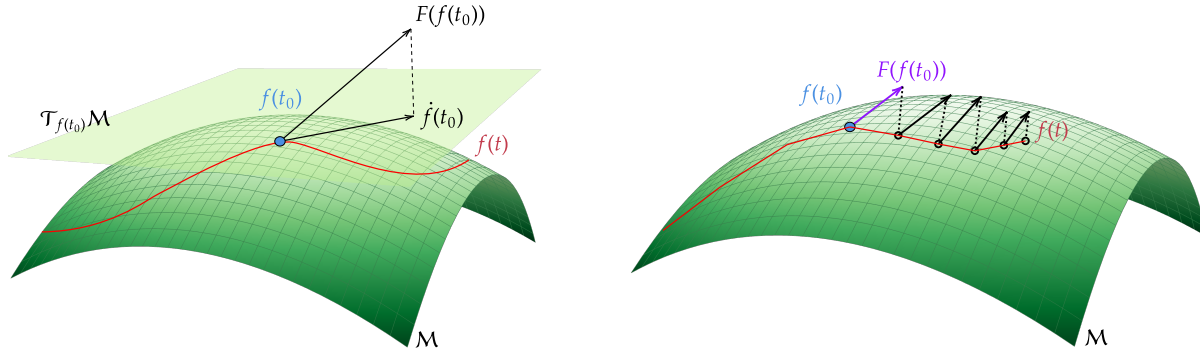 F(f(t₀))
f(t₀)
𝒯_{f(t₀)}ℳ
ḟ(t₀)
f(t)
ℳ
F(f(t₀))
f(t₀)
f(t)
ℳ